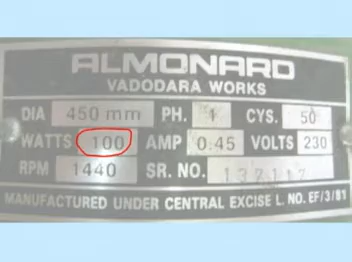 ALMONARD
VADODARA WORKS
DIA 450 mm PH. 1 CYS. 50
WATTS 100 AMP 0.45 VOLTS 230
RPM 1440 SR. NO.
MANUFACTURED UNDER CENTRAL EXCISE L. NO. EF/3/81